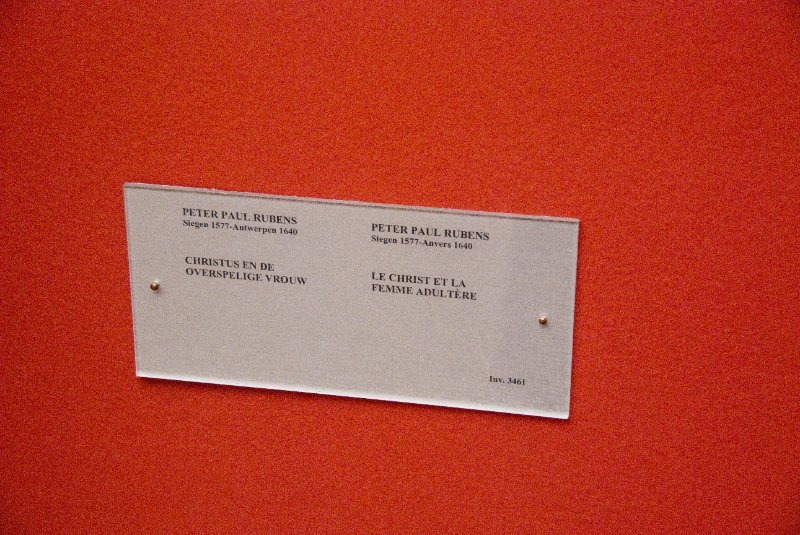 PETER PAUL RUBENS
Siegen 1577-Antwerpen 1640
CHRISTUS EN DE
OVERSPELIGE VROUW
PETER PAUL RUBENS
Siegen 1577-Anvers 1640
LE CHRIST ET LA
FEMME ADULTÈRE
Inv. 3461